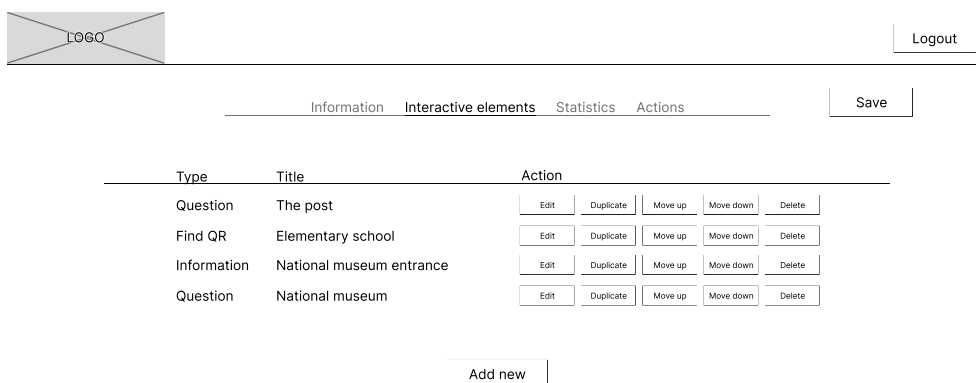 LOGO
Logout
Information Interactive elements Statistics Actions
Save
Type Title Action
Question The post Edit Duplicate Move up Move down Delete
Find QR Elementary school Edit Duplicate Move up Move down Delete
Information National museum entrance Edit Duplicate Move up Move down Delete
Question National museum Edit Duplicate Move up Move down Delete
Add new